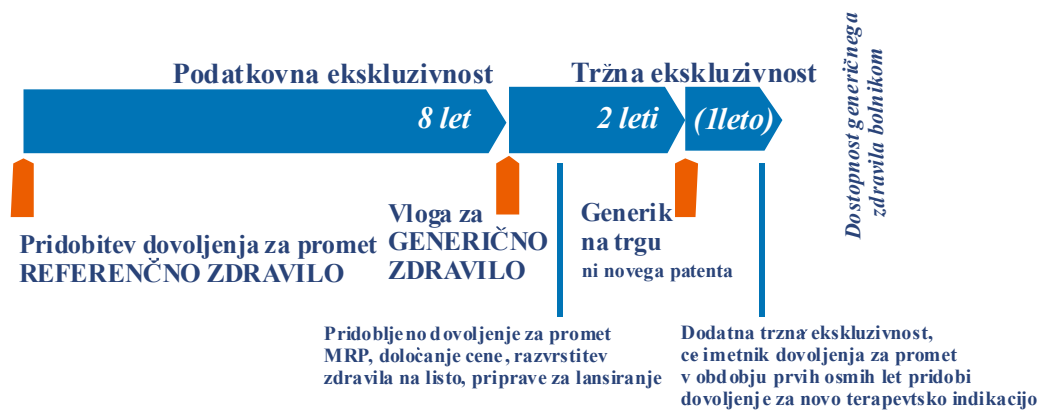 Dostopnost generičnega
zdravila bolnikom
Podatkovna ekskluzivnost
Tržna ekskluzivnost
8 let
2 leti
(1leto)
Pridobitev dovoljenja za promet
REFERENČNO ZDRAVILO
Vloga za
GENERIČNO
ZDRAVILO
Generik
na trgu
ni novega patenta
Pridobljeno dovoljenje za promet
MRP, določanje cene, razvrstitev
zdravila na listo, priprave za lansiranje
Dodatna trzna ekskluzivnost,
ce imetnik dovoljenja za promet
v obdobju prvih osmih let pridobi
dovoljenje za novo terapevtsko indikacijo